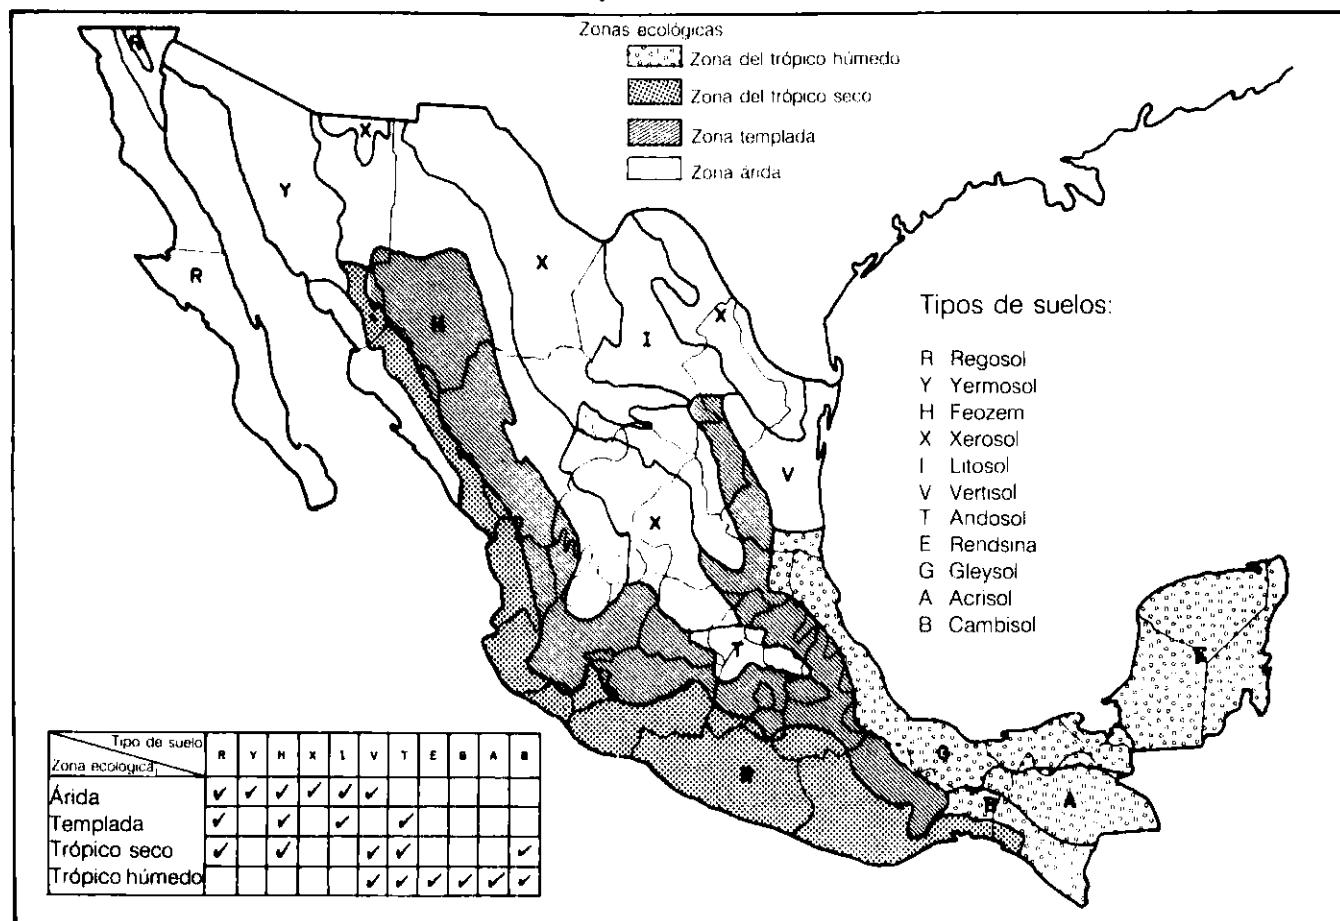 Zonas ecológicas
Zona del trópico húmedo
Zona del trópico seco
Zona templada
Zona árida
Tipos de suelos:
R Regosol
Y Yermosol
H Feozem
X Xerosol
I Litosol
V Vertisol
T Andosol
E Rendsina
G Gleysol
A Acrisol
B Cambisol
X
Y
X
R
H
I
X
V
X
T
G
A
Tipo de suelo
Zona ecológica
R Y H X I V T E G A B
Árida ✓ ✓ ✓ ✓ ✓ ✓
Templada ✓ ✓ ✓ ✓
Trópico seco ✓ ✓ ✓ ✓ ✓
Trópico húmedo ✓ ✓ ✓ ✓ ✓ ✓